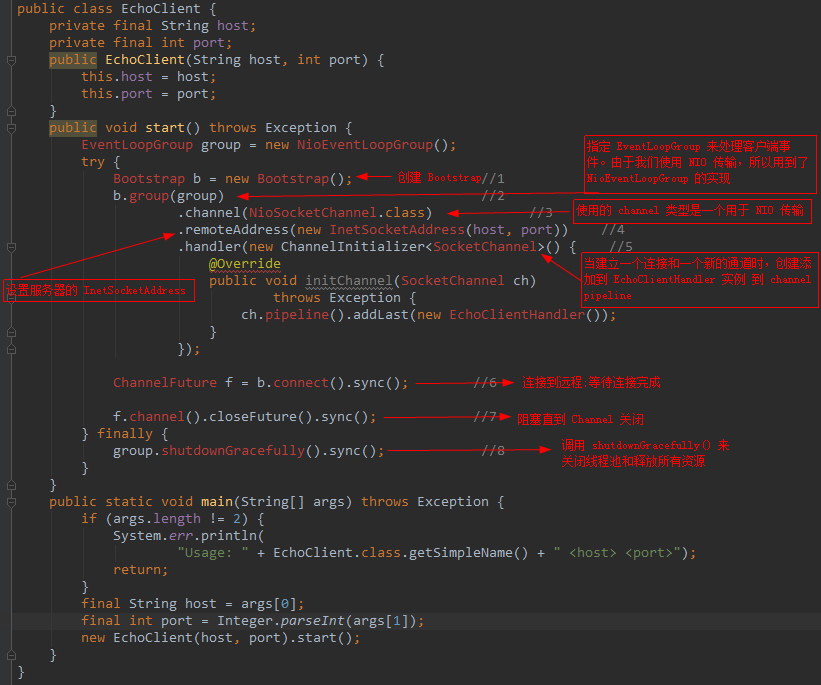 public class EchoClient {
private final String host;
private final int port;
public EchoClient(String host, int port) {
this.host = host;
this.port = port;
}
public void start() throws Exception {
EventLoopGroup group = new NioEventLoopGroup();
指定 EventLoopGroup 来处理客户端事
件。由于我们使用 NIO 传输，所以用到了
NioEventLoopGroup 的实现
try {
Bootstrap b = new Bootstrap();
创建 Bootstrap//1
b.group(group) //2
.channel(NioSocketChannel.class) //3
使用的 channel 类型是一个用于 NIO 传输
.remoteAddress(new InetSocketAddress(host, port)) //4
设置服务器的 InetSocketAddress
.handler(new ChannelInitializer<SocketChannel>() { //5
当建立一个连接和一个新的通道时，创建添
加到 EchoClientHandler 实例 到 channel
pipeline
@Override
public void initChannel(SocketChannel ch)
throws Exception {
ch.pipeline().addLast(new EchoClientHandler());
}
});
ChannelFuture f = b.connect().sync(); //6
连接到远程;等待连接完成
f.channel().closeFuture().sync(); //7
阻塞直到 Channel 关闭
} finally {
group.shutdownGracefully().sync(); //8
调用 shutdownGracefully() 来
关闭线程池和释放所有资源
}
}
public static void main(String[] args) throws Exception {
if (args.length != 2) {
System.err.println(
"Usage: " + EchoClient.class.getSimpleName() + " <host> <port>");
return;
}
final String host = args[0];
final int port = Integer.parseInt(args[1]);
new EchoClient(host, port).start();
}
}